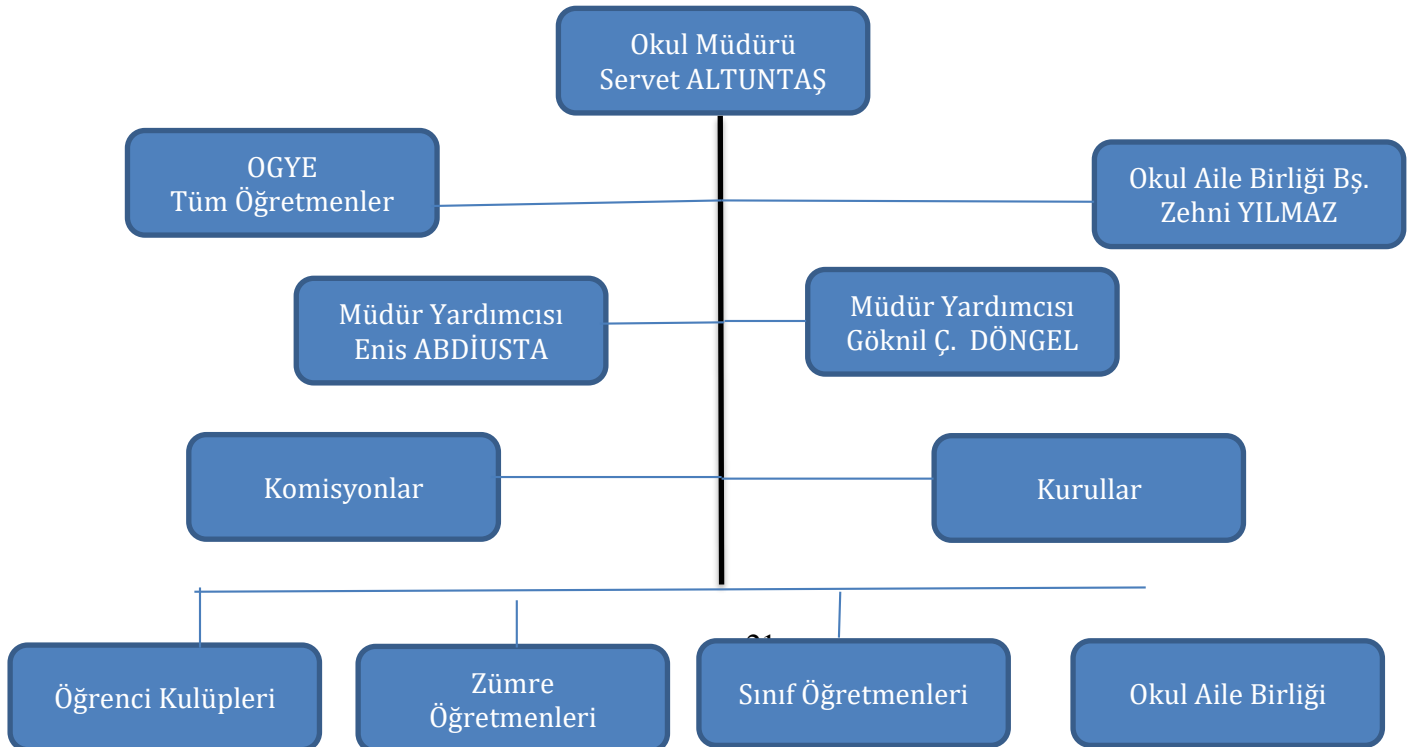 Okul Müdürü
Servet ALTUNTAŞ
OGYE
Tüm Öğretmenler
Okul Aile Birliği Bş.
Zehni YILMAZ
Müdür Yardımcısı
Enis ABDİUSTA
Müdür Yardımcısı
Göknil Ç. DÖNGEL
Komisyonlar
Kurullar
Öğrenci Kulüpleri
Zümre
Öğretmenleri
Sınıf Öğretmenleri
Okul Aile Birliği